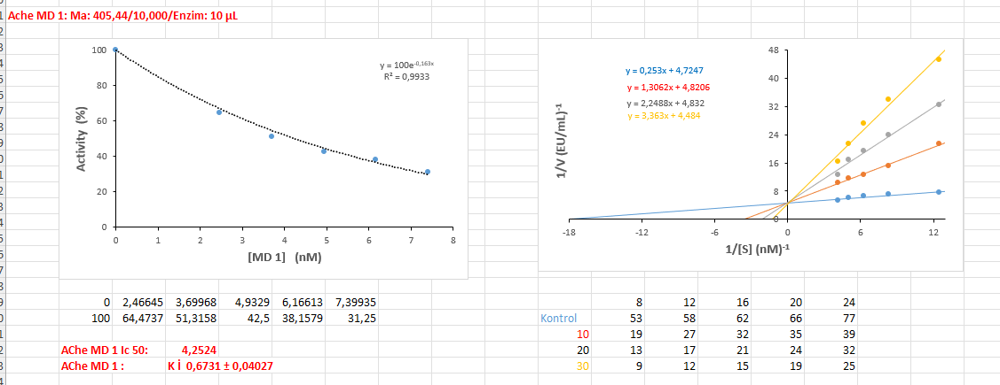 Ache MD 1: Ma: 405,44/10,000/Enzim: 10 µL
100
80
60
40
20
0
0 1 2 3 4 5 6 7 8
Activity (%)
[MD 1] (nM)
y = 100e-0,163x
R² = 0,9933
48
40
32
24
16
8
0
-18 -12 -6 0 6 12
1/V (EU/mL)-1
1/[S] (nM)-1
y = 0,253x + 4,7247
y = 1,3062x + 4,8206
y = 2,2488x + 4,832
y = 3,363x + 4,484
0 2,46645 3,69968 4,9329 6,16613 7,39935
100 64,4737 51,3158 42,5 38,1579 31,25
AChe MD 1 Ic 50: 4,2524
AChe MD 1 : K İ 0,6731 ± 0,04027
8 12 16 20 24
Kontrol 53 58 62 66 77
10 19 27 32 35 39
20 13 17 21 24 32
30 9 12 15 19 25